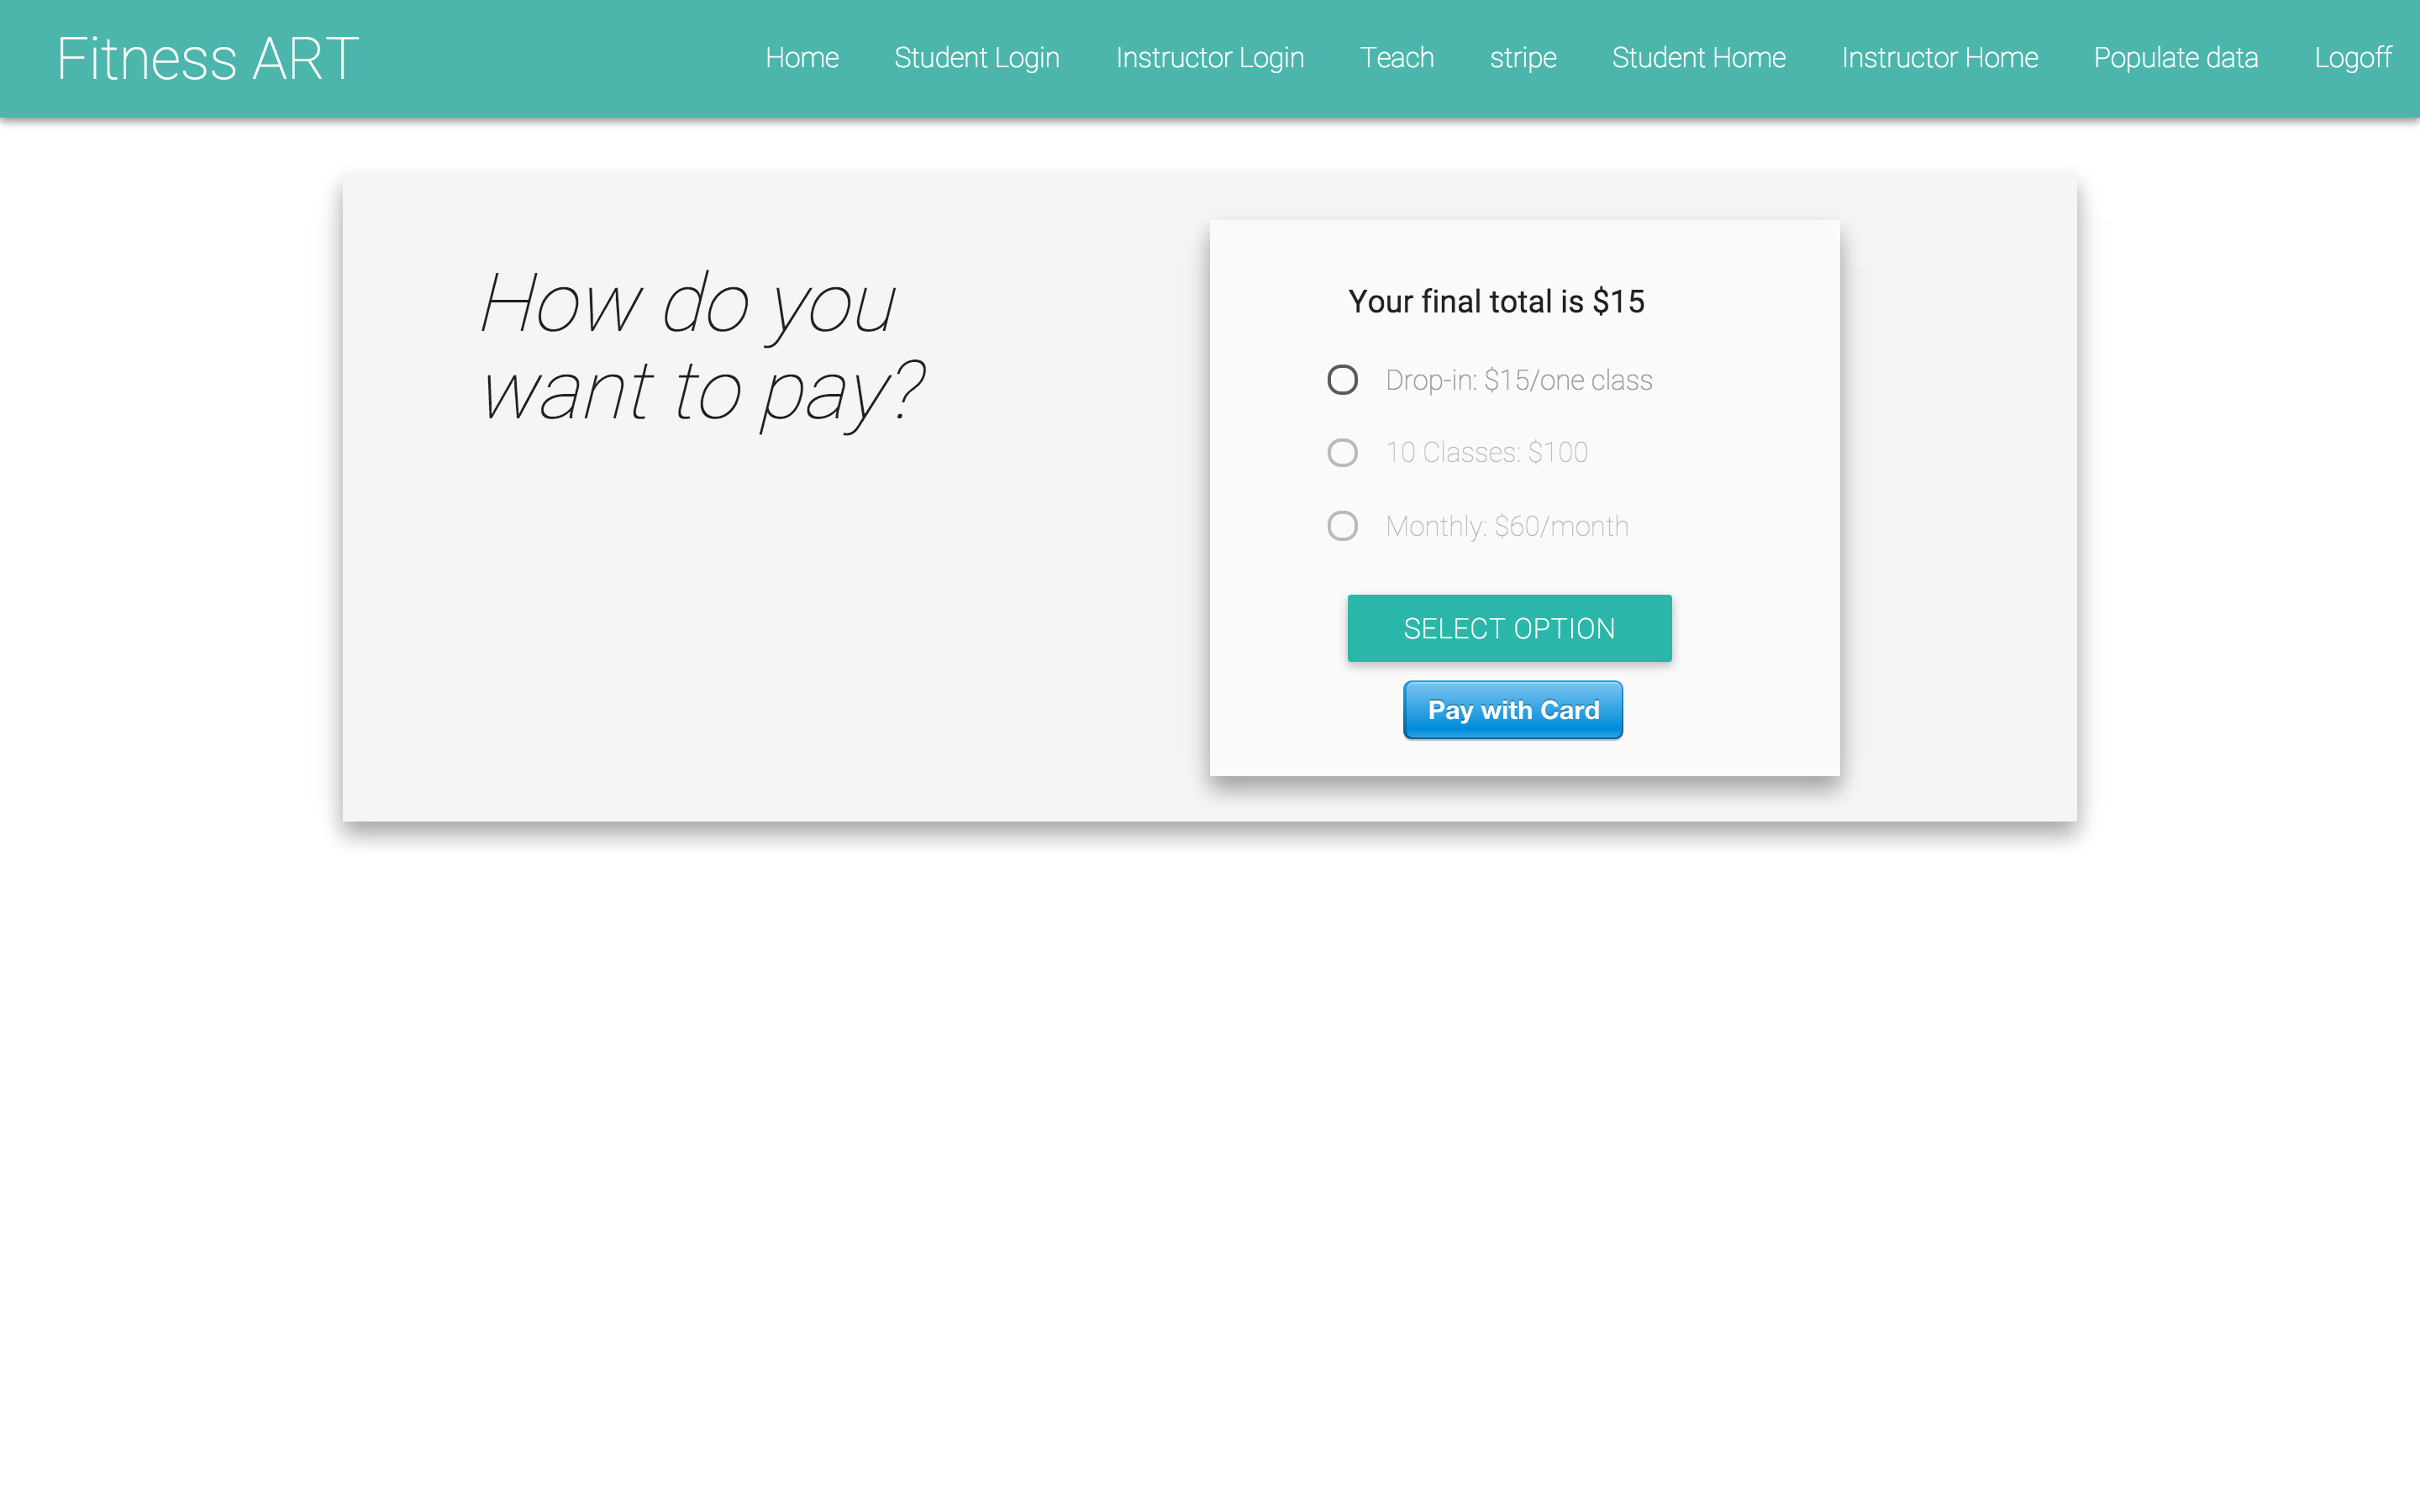 Fitness ART
Home Student Login Instructor Login Teach stripe Student Home Instructor Home Populate data Logoff
How do you
want to pay?
Your final total is $15
Drop-in: $15/one class
10 Classes: $100
Monthly: $60/month
SELECT OPTION
Pay with Card